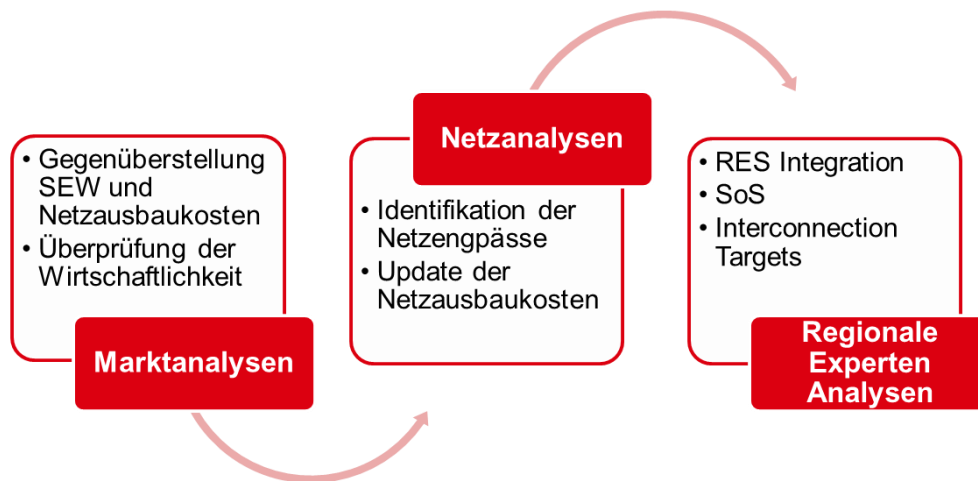 • Gegenüberstellung
SEW und
Netzausbaukosten
• Überprüfung der
Wirtschaftlichkeit
Marktanalysen
Netzanalysen
• Identifikation der
Netzengpässe
• Update der
Netzausbaukosten
• RES Integration
• SoS
• Interconnection
Targets
Regionale
Experten
Analysen